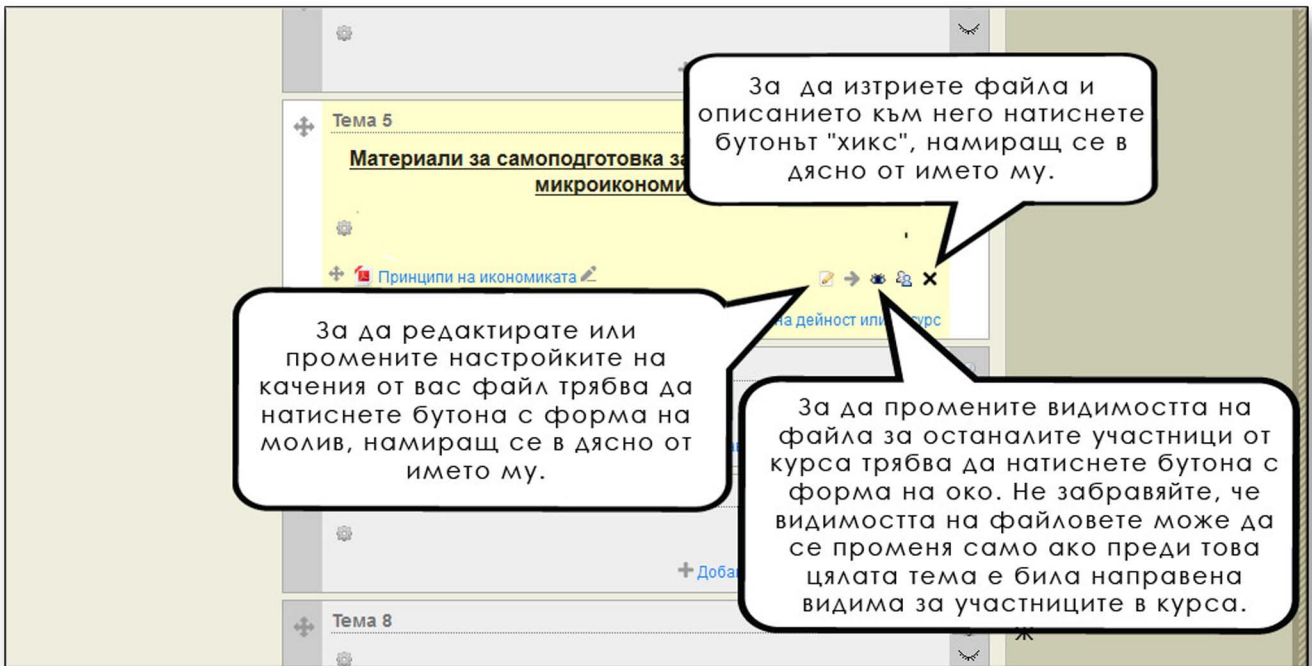 За да изтриете файла и
описанието към него натиснете
бутонът "хикс", намиращ се в
дясно от името му.
Тема 5
Материали за самоподготовка
Принципи на икономиката
на дейност или
За да редактирате или
промените настройките на
качения от вас файл трябва да
натиснете бутона с форма на
молив, намиращ се в дясно от
името му.
За да промените видимостта на
файла за останалите участници от
курса трябва да натиснете бутона с
форма на око. Не забравяйте, че
видимостта на файловете може да
се променя само ако преди това
цялата тема е била направена
видима за участниците в курса.
Тема 8
ж